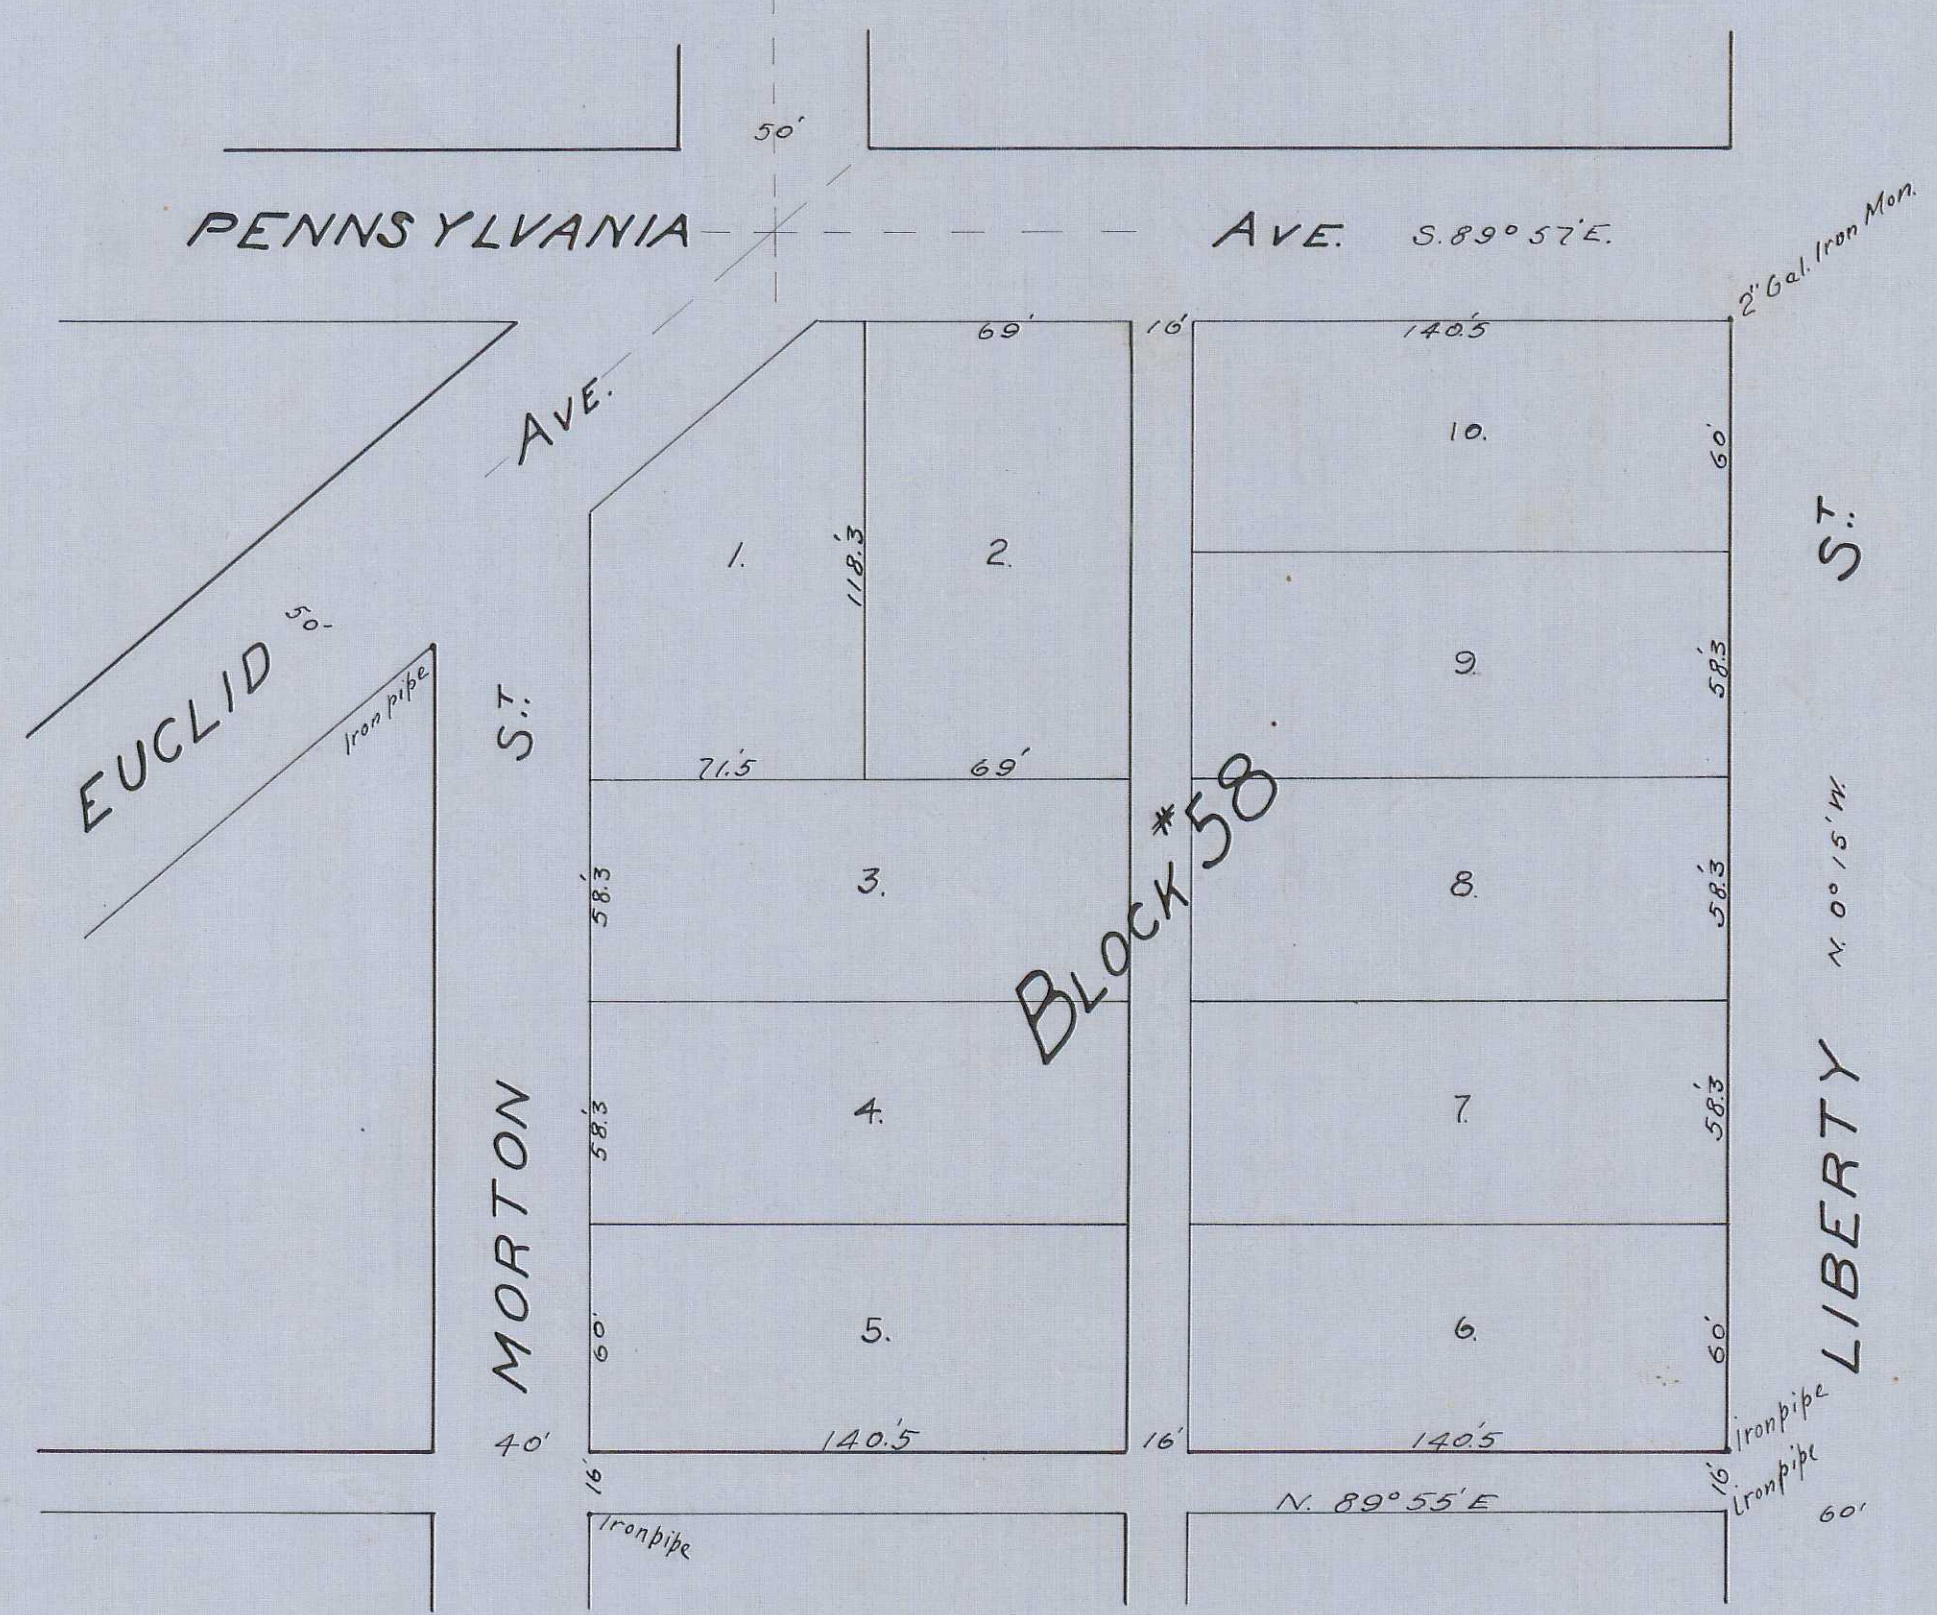 50'
PENNSYLVANIA AVE. S. 89° 57' E.
2" Gal. Iron Mon.
69' 16' 140.5'
AVE.
10.
60'
1. 118.3' 2.
S.T
EUCLID 50'
Iron pipe
S.T
9. 58.3'
71.5' 69'
BLOCK #58
58.3' 3.
8. 58.3'
N. 0° 15' W.
58.3' 4.
7. 58.3'
MORTON
LIBERTY
60' 5.
6. 60'
40' 140.5' 16' 140.5'
Iron pipe
16' 16'
Iron pipe
N. 89° 55' E
60'
Iron pipe